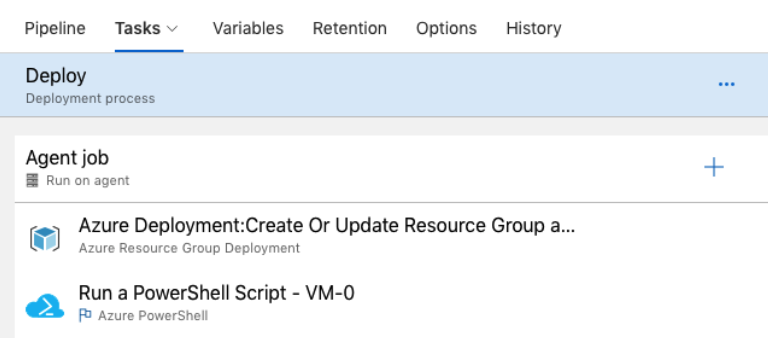 Pipeline Tasks Variables Retention Options History
Deploy
Deployment process
Agent job
Run on agent
Azure Deployment:Create Or Update Resource Group a...
Azure Resource Group Deployment
Run a PowerShell Script - VM-0
Azure PowerShell